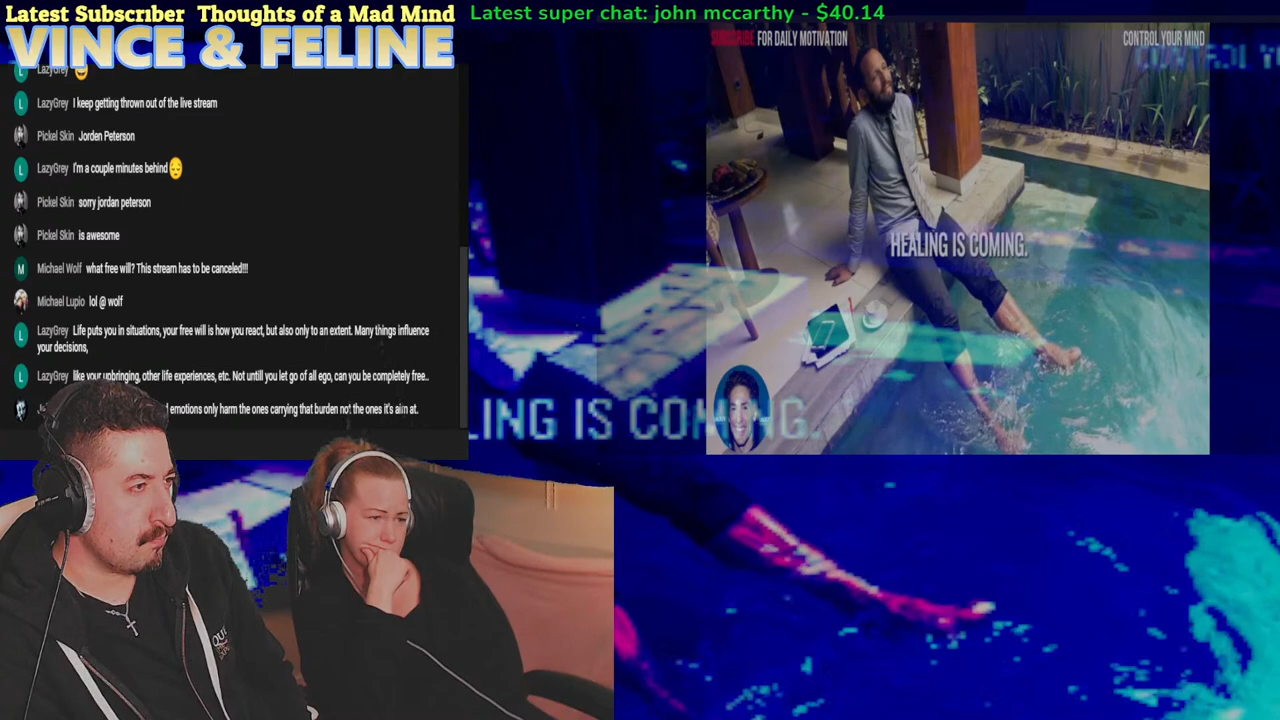 Latest Subscriber Thoughts of a Mad Mind
Latest super chat: john mccarthy - $40.14
VINCE & FELINE
LazyGrey 😀
LazyGrey I keep getting thrown out of the live stream
Pickel Skin Jorden Peterson
LazyGrey I'm a couple minutes behind😔
Pickel Skin sorry jordan peterson
Pickel Skin is awesome
Michael Wolf what free will? This stream has to be canceled!!!
Michael Lupio lol @ wolf
LazyGrey Life puts you in situations, your free will is how you react, but also only to an extent. Many things influence
your decisions,
LazyGrey like your upbringing, other life experiences, etc. Not untill you let go of all ego, can you be completely free..
emotions only harm the ones carrying that burden not the ones it's aim at.
SUBSCRIBE FOR DAILY MOTIVATION
CONTROL YOUR MIND
HEALING IS COMING.
LING IS COMING.